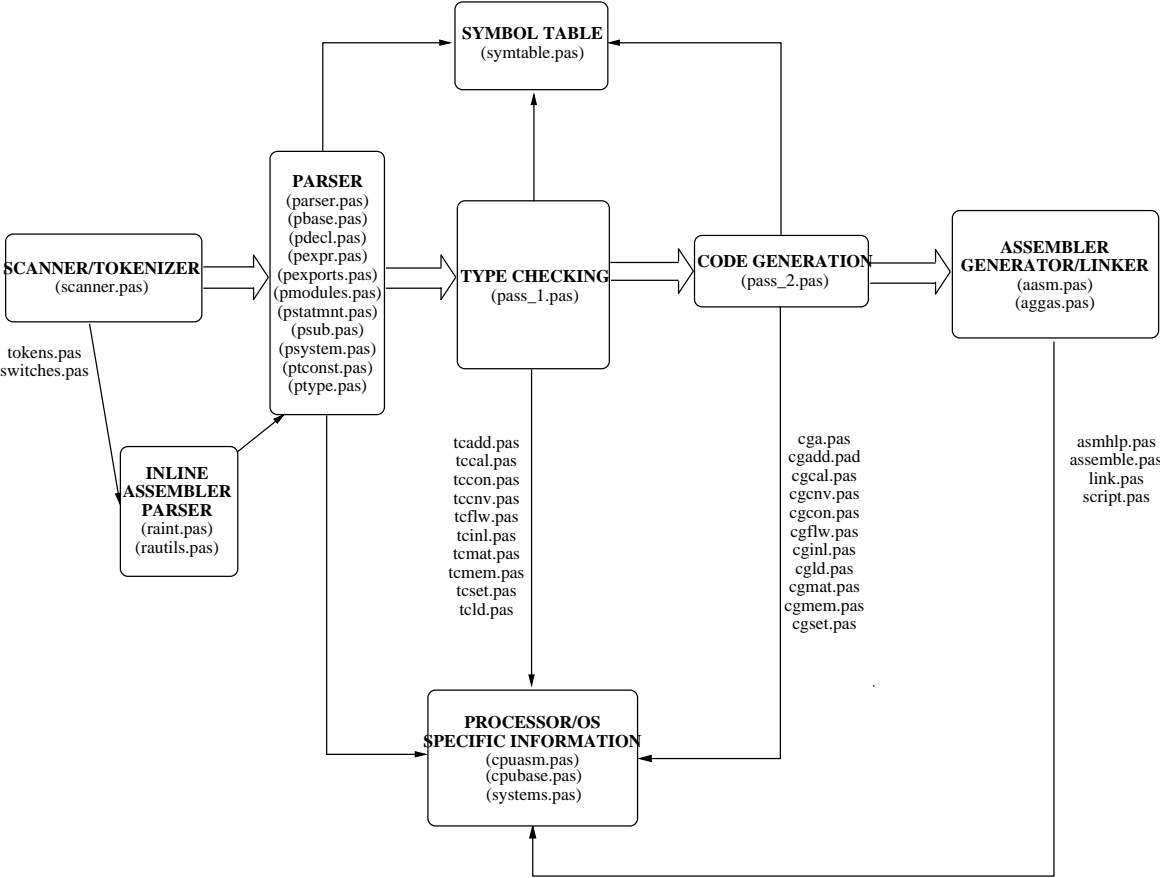 SYMBOL TABLE
(symtable.pas)
PARSER
(parser.pas)
(pbase.pas)
(pdecl.pas)
(pexpr.pas)
(pexports.pas)
(pmodules.pas)
(pstatmnt.pas)
(psub.pas)
(psystem.pas)
(ptconst.pas)
(ptype.pas)
SCANNER/TOKENIZER
(scanner.pas)
TYPE CHECKING
(pass_1.pas)
CODE GENERATION
(pass_2.pas)
ASSEMBLER
GENERATOR/LINKER
(aasm.pas)
(aggas.pas)
tokens.pas
switches.pas
INLINE
ASSEMBLER
PARSER
(raint.pas)
(rautils.pas)
tcadd.pas
tccal.pas
tccon.pas
tccnv.pas
tcflw.pas
tcinl.pas
tcmat.pas
tcmem.pas
tcset.pas
tcld.pas
cga.pas
cgadd.pad
cgcal.pas
cgcnv.pas
cgcon.pas
cgflw.pas
cginl.pas
cgld.pas
cgmat.pas
cgmem.pas
cgset.pas
asmhlp.pas
assemble.pas
link.pas
script.pas
PROCESSOR/OS
SPECIFIC INFORMATION
(cpuasm.pas)
(cpubase.pas)
(systems.pas)